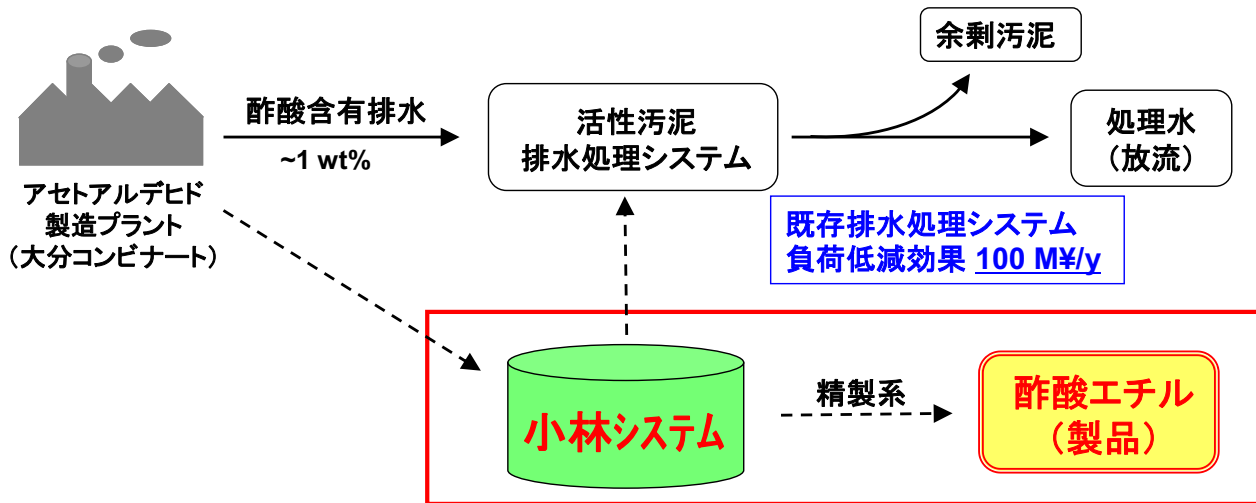 余剰汚泥
酢酸含有排水
~1 wt%
活性汚泥
排水処理システム
処理水
（放流）
アセトアルデヒド
製造プラント
（大分コンビナート）
既存排水処理システム
負荷低減効果 100 M¥/y
小林システム
精製系
酢酸エチル
（製品）